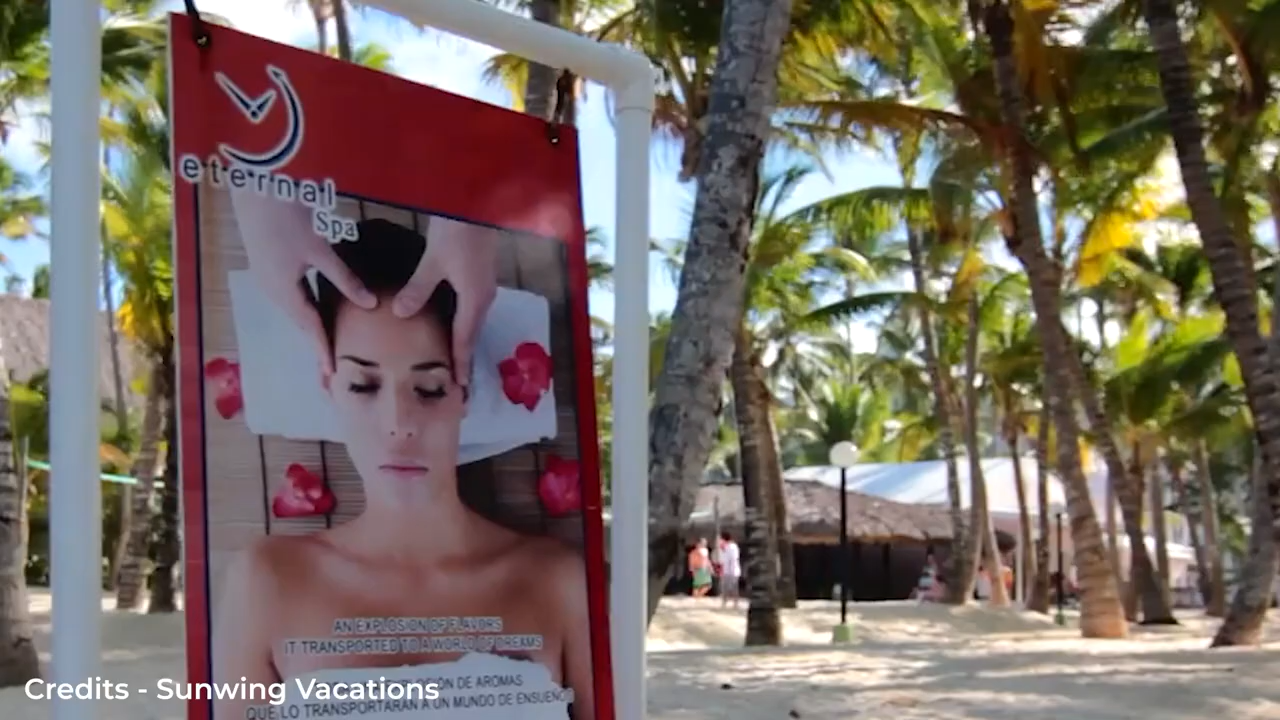 eternal
Spa
AN EXPLOSION OF FLAVORS
IT TRANSPORTED TO A WORLD OF DREAMS
DE AROMAS
QUE LO TRANSPORTARAN A UN MUNDO DE ENSUEÑO
Credits - Sunwing Vacations